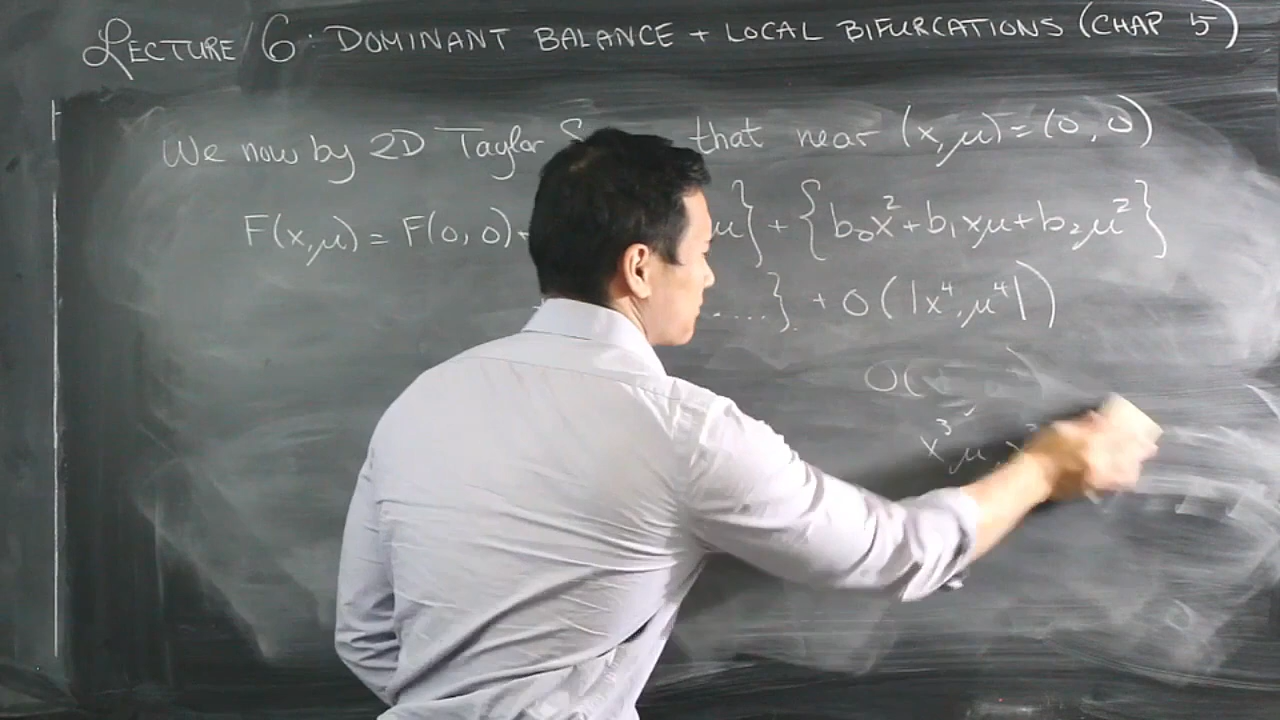 LECTURE 6: DOMINANT BALANCE + LOCAL BIFURCATIONS (CHAP 5)
We now by 2D Taylor that near (x, μ) = (0, 0)
F(x,μ) = F(0,0) + μ} + {b₀x² + b₁xμ + b₂μ²}
.....} + O(|x⁴, μ⁴|)
O(
x³μ, x